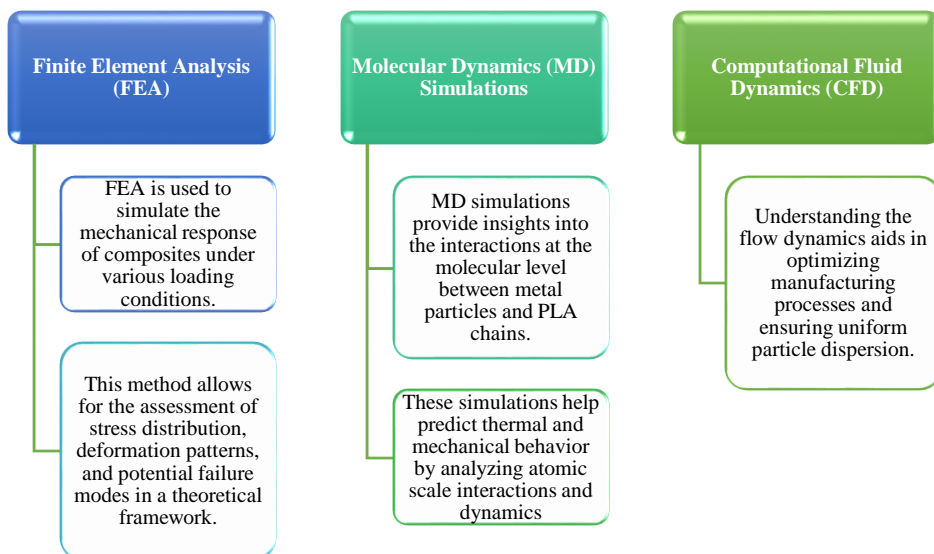 Finite Element Analysis
(FEA)
FEA is used to
simulate the
mechanical response
of composites under
various loading
conditions.
This method allows
for the assessment of
stress distribution,
deformation patterns,
and potential failure
modes in a theoretical
framework.
Molecular Dynamics (MD)
Simulations
MD simulations
provide insights into
the interactions at the
molecular level
between metal
particles and PLA
chains.
These simulations help
predict thermal and
mechanical behavior
by analyzing atomic
scale interactions and
dynamics
Computational Fluid
Dynamics (CFD)
Understanding the
flow dynamics aids in
optimizing
manufacturing
processes and
ensuring uniform
particle dispersion.